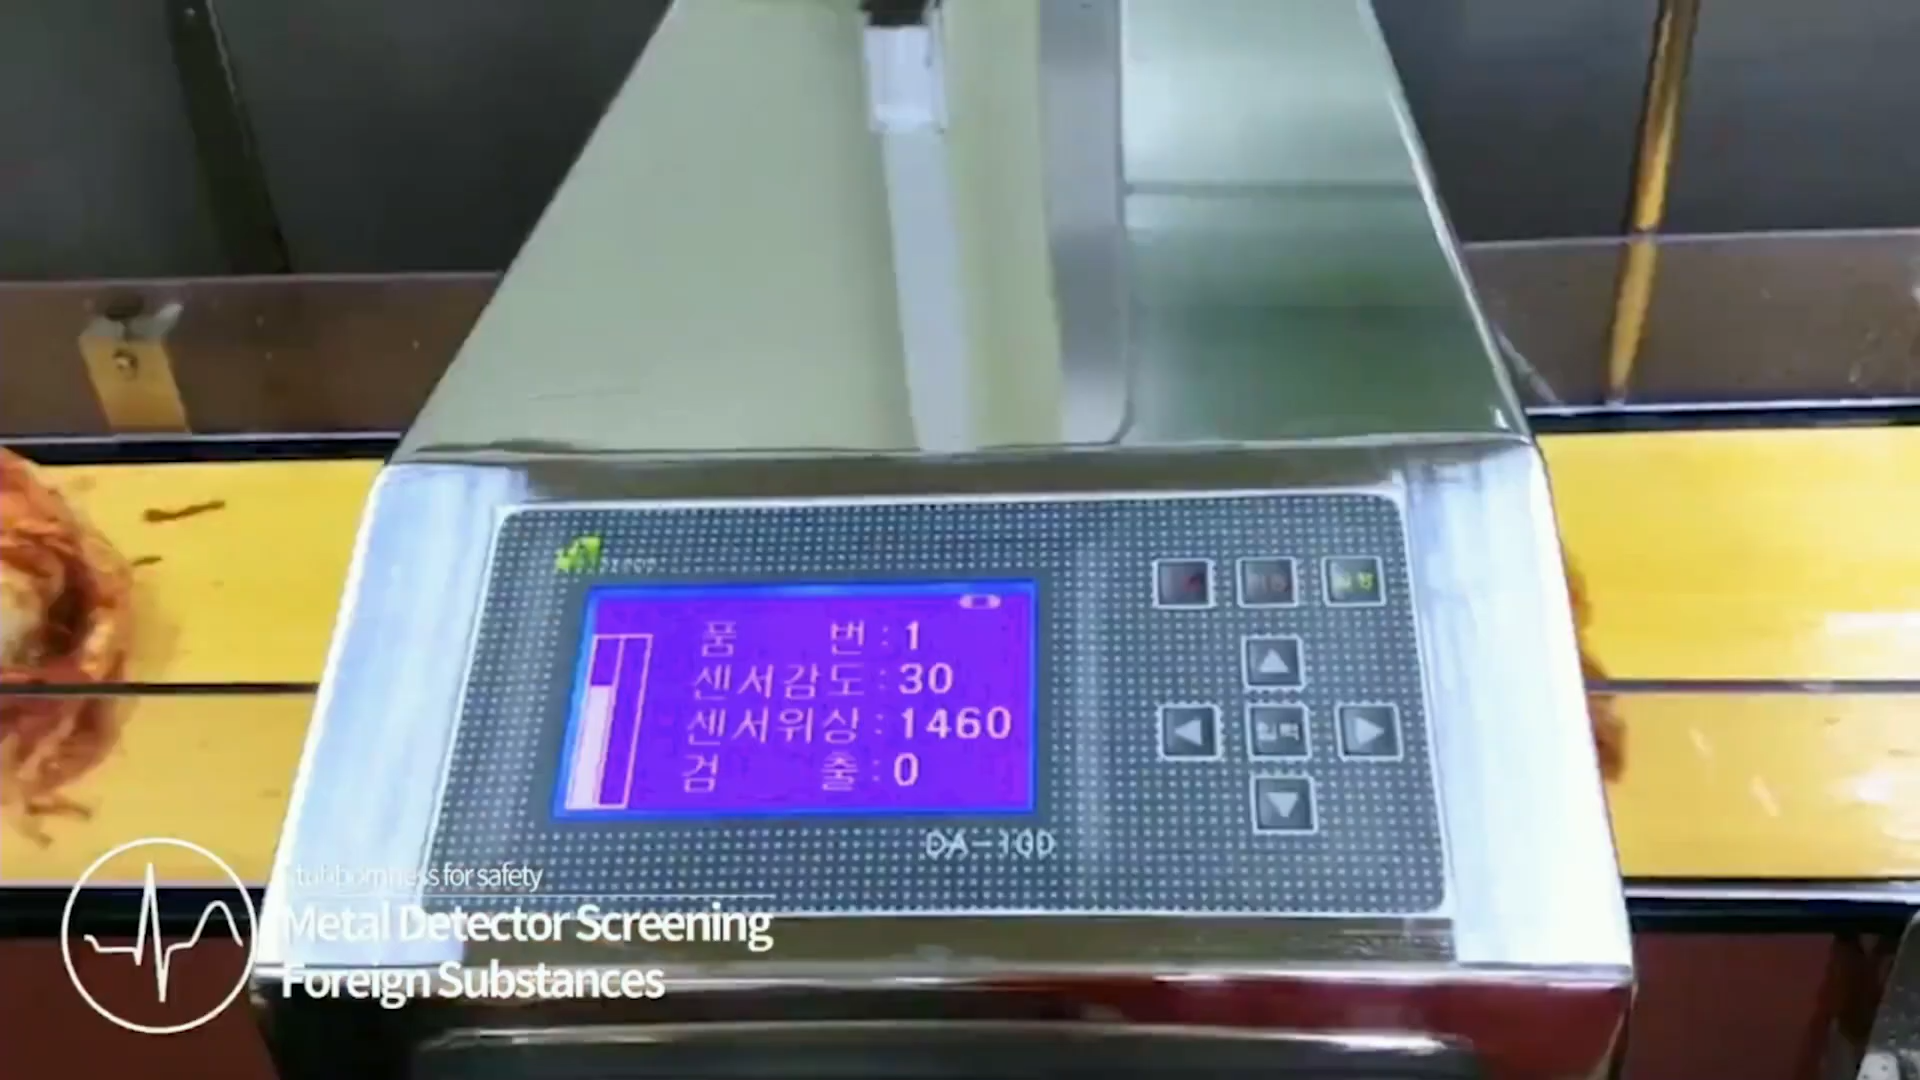 품 번 : 1
센서감도 : 30
센서위상 : 1460
검 출 : 0
DA-100
Stubbornness for safety
Metal Detector Screening
Foreign Substances